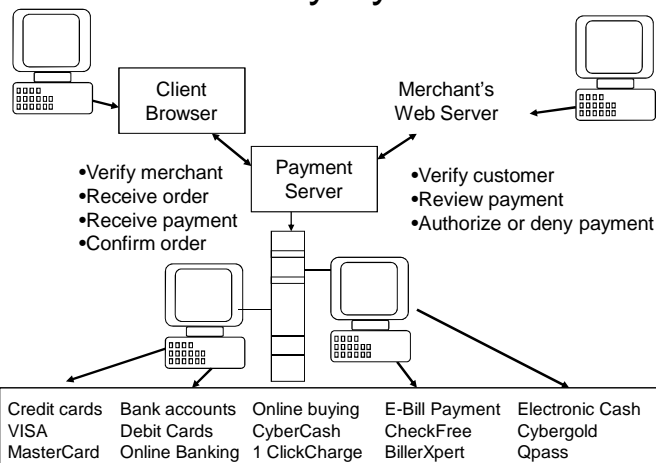 Client
Browser
Merchant's
Web Server
Payment
Server
•Verify merchant
•Receive order
•Receive payment
•Confirm order
•Verify customer
•Review payment
•Authorize or deny payment
Credit cards
VISA
MasterCard
Bank accounts
Debit Cards
Online Banking
Online buying
CyberCash
1 ClickCharge
E-Bill Payment
CheckFree
BillerXpert
Electronic Cash
Cybergold
Qpass